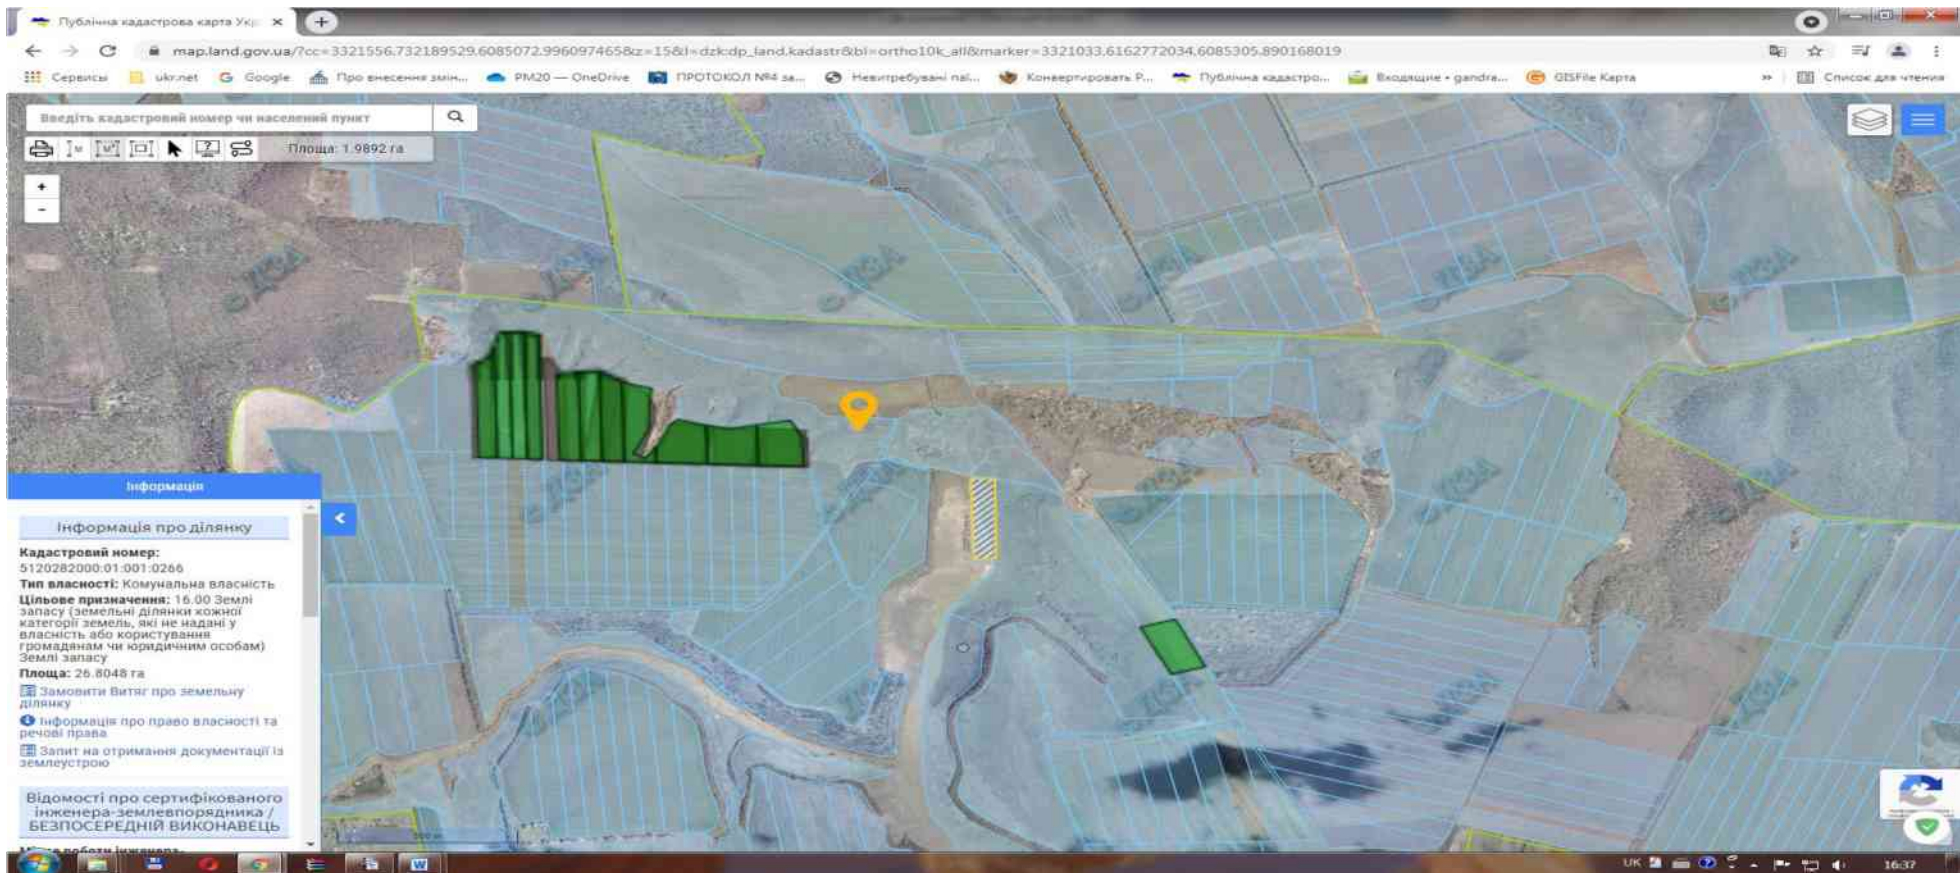 Публічна кадастрова карта Укр
map.land.gov.ua/?cc=3321556.732189529.6085072.996097465&z=15&l=dzk:dp_land.kadastr&bl=ortho10k_all&marker=3321033.6162772034.6085305.890168019
Сервисы ukr.net Google Про внесення змін... PM20 — OneDrive ПРОТОКОЛ №4 за... Невитребувані паї... Конвертировать P... Публічна кадастро... Входящие • gandra... GISFile Карта » Список для чтения
Введіть кадастровий номер чи населений пункт
Площа: 1.9892 га
+
-
© ДЗА
Інформація
Інформація про ділянку
Кадастровий номер:
5120282000:01:001:0266
Тип власності: Комунальна власність
Цільове призначення: 16.00 Землі
запасу (земельні ділянки кожної
категорії земель, які не надані у
власність або користування
громадянам чи юридичним особам)
Землі запасу
Площа: 26.8048 га
Замовити Витяг про земельну
ділянку
Інформація про право власності та
речові права
Запит на отримання документації із
землеустрою
Відомості про сертифікованого
інженера-землевпорядника /
БЕЗПОСЕРЕДНІЙ ВИКОНАВЕЦЬ
Місце роботи інженера-
UK 16:37